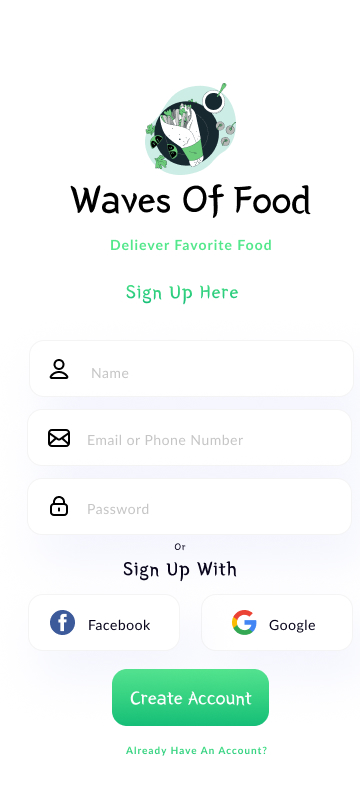 Waves Of Food
Deliever Favorite Food
Sign Up Here
Name
Email or Phone Number
Password
Or
Sign Up With
Facebook
Google
Create Account
Already Have An Account?